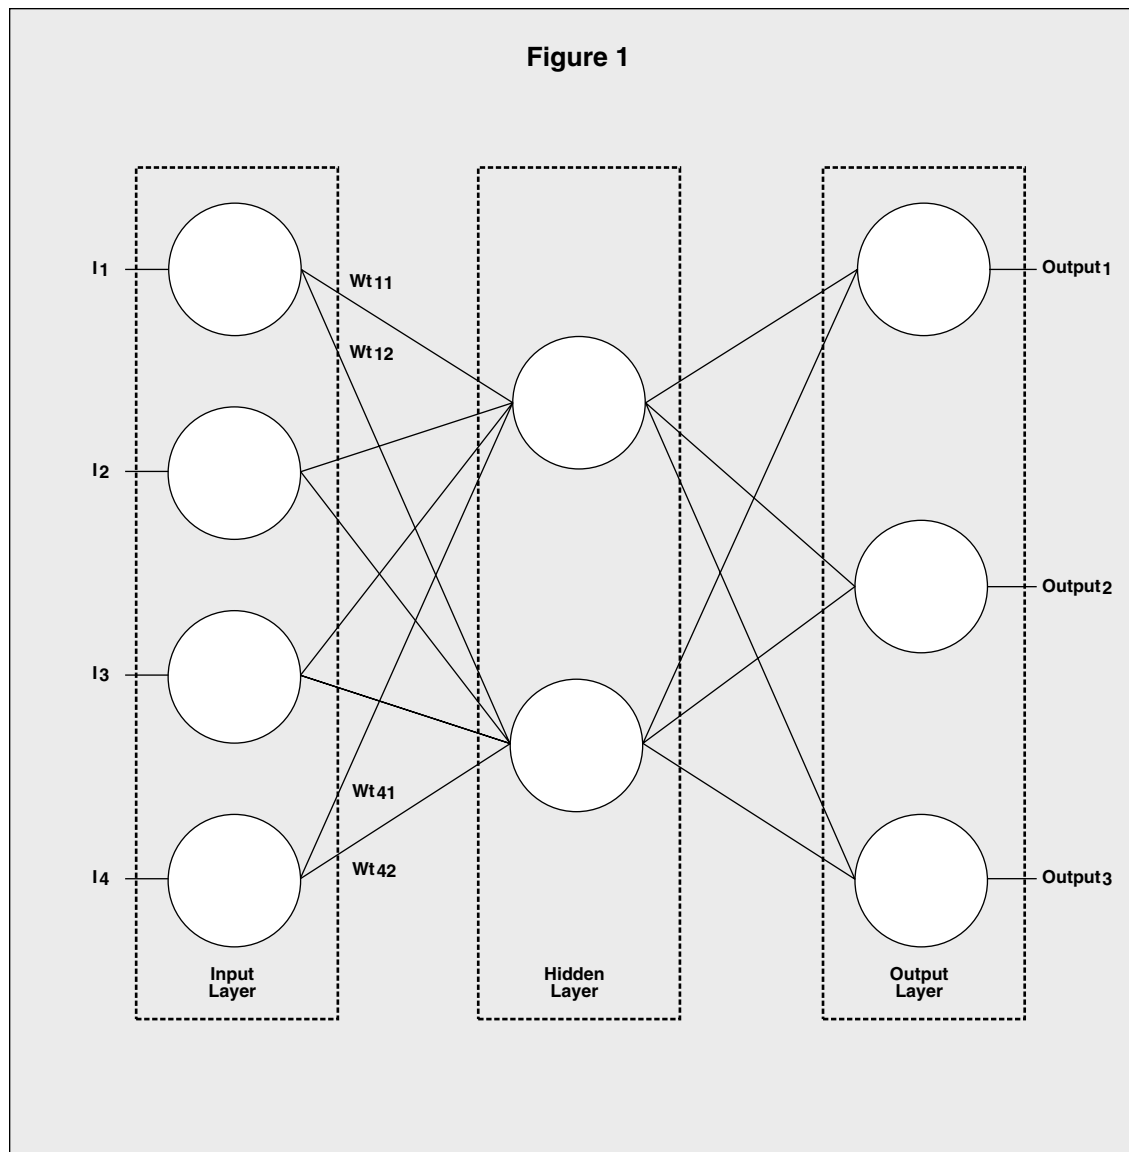 Figure 1
I1
Wt11
Output1
Wt12
I2
Output2
I3
Wt41
Wt42
I4
Output3
Input
Layer
Hidden
Layer
Output
Layer